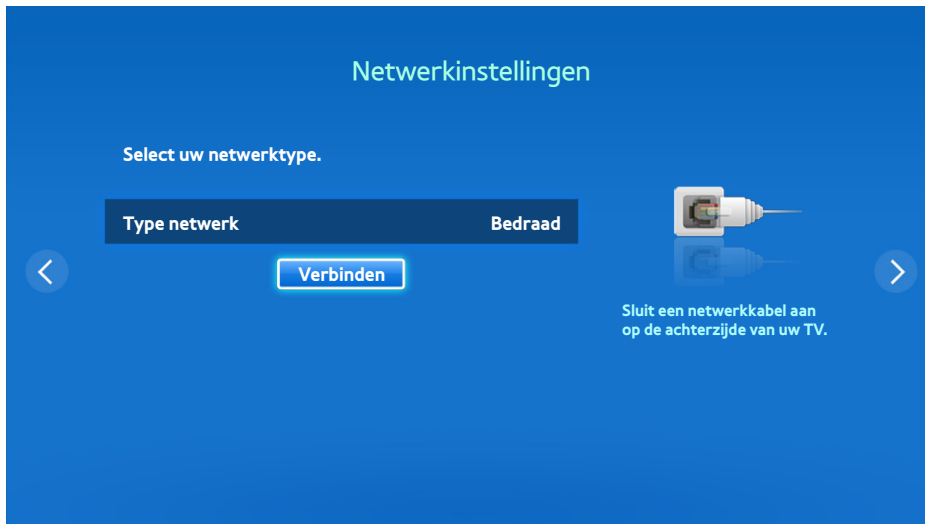 Netwerkinstellingen
Select uw netwerktype.
Type netwerk Bedraad
Verbinden
Sluit een netwerkkabel aan
op de achterzijde van uw TV.